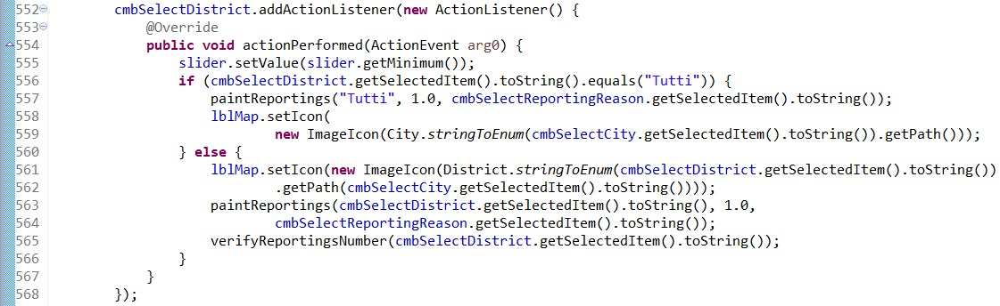 552 cmbSelectDistrict.addActionListener(new ActionListener() {
553 @Override
554 public void actionPerformed(ActionEvent arg0) {
555 slider.setValue(slider.getMinimum());
556 if (cmbSelectDistrict.getSelectedItem().toString().equals("Tutti")) {
557 paintReportings("Tutti", 1.0, cmbSelectReportingReason.getSelectedItem().toString());
558 lblMap.setIcon(
559 new ImageIcon(City.stringToEnum(cmbSelectCity.getSelectedItem().toString()).getPath()));
560 } else {
561 lblMap.setIcon(new ImageIcon(District.stringToEnum(cmbSelectDistrict.getSelectedItem().toString())
562 .getPath(cmbSelectCity.getSelectedItem().toString())));
563 paintReportings(cmbSelectDistrict.getSelectedItem().toString(), 1.0,
564 cmbSelectReportingReason.getSelectedItem().toString());
565 verifyReportingsNumber(cmbSelectDistrict.getSelectedItem().toString());
566 }
567 }
568 });